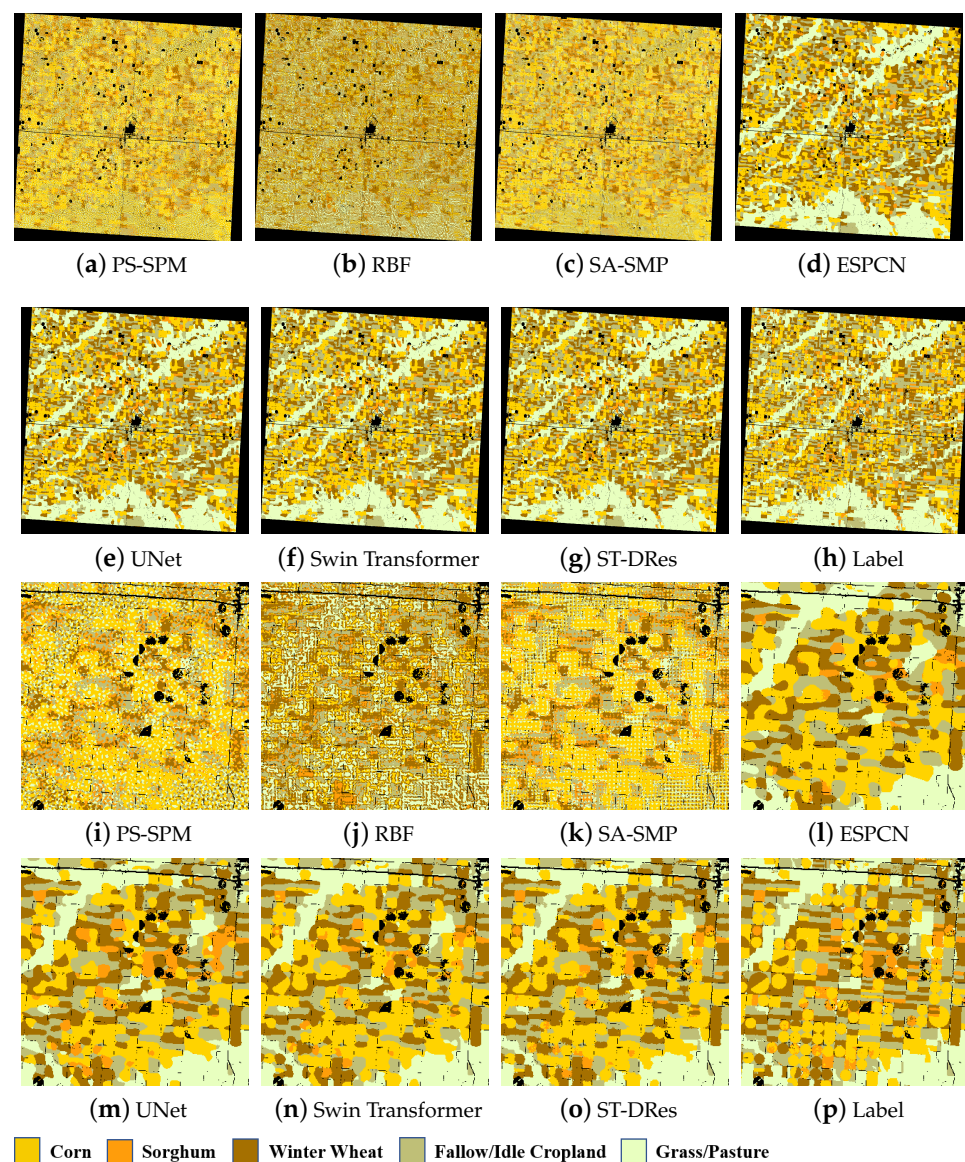 (a) PS-SPM (b) RBF (c) SA-SMP (d) ESPCN
(e) UNet (f) Swin Transformer (g) ST-DRes (h) Label
(i) PS-SPM (j) RBF (k) SA-SMP (l) ESPCN
(m) UNet (n) Swin Transformer (o) ST-DRes (p) Label
Corn Sorghum Winter Wheat Fallow/Idle Cropland Grass/Pasture